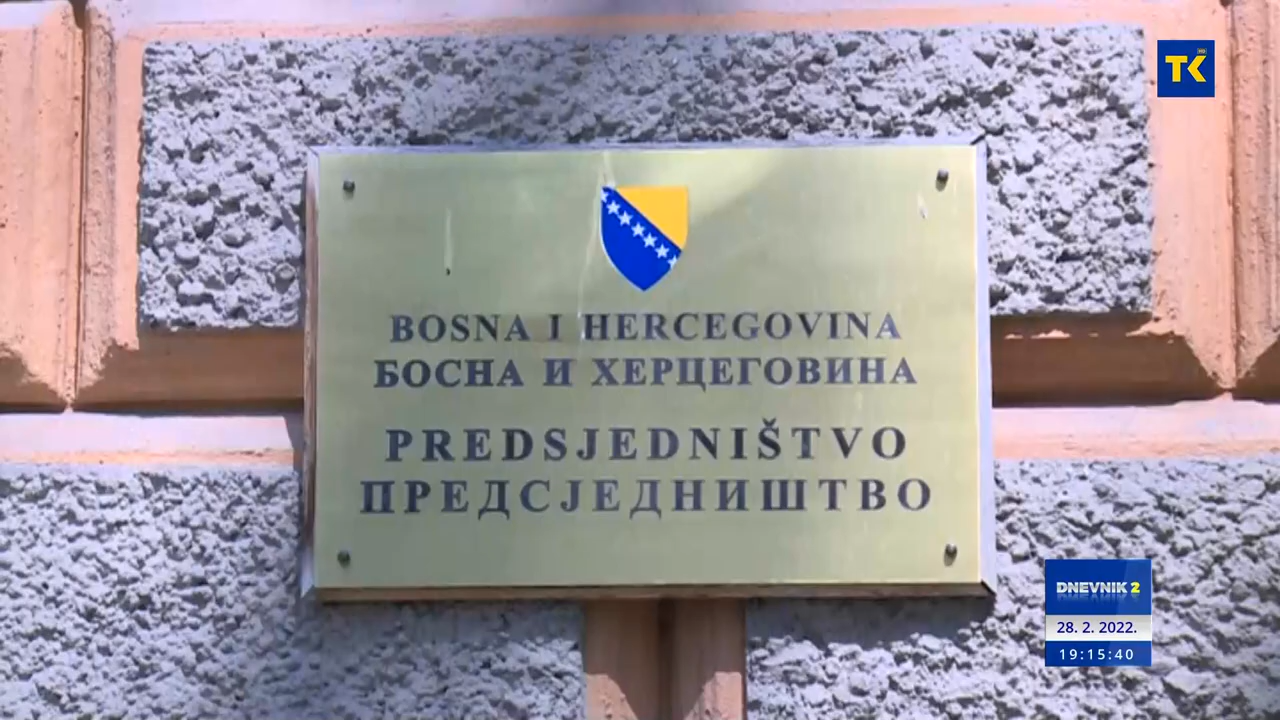 TK
BOSNA I HERCEGOVINA
БОСНА И ХЕРЦЕГОВИНА
PREDSJEDNIŠTVO
ПРЕДСЈЕДНИШТВО
DNEVNIK 2
28. 2. 2022.
19:15:40